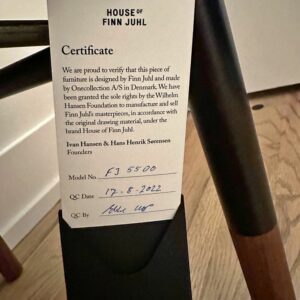 HOUSE OF
FINN JUHL
Certificate
We are proud to verify that this piece of
furniture is designed by Finn Juhl and made
by Onecollection A/S in Denmark. We have
been granted the sole rights by the Wilhelm
Hansen Foundation to manufacture and sell
Finn Juhl's masterpieces, in accordance with
the original drawing material, under the
brand House of Finn Juhl.
Ivan Hansen & Hans Henrik Sørensen
Founders
Model No. FJ 5500
QC Date 17-8-2022
QC By